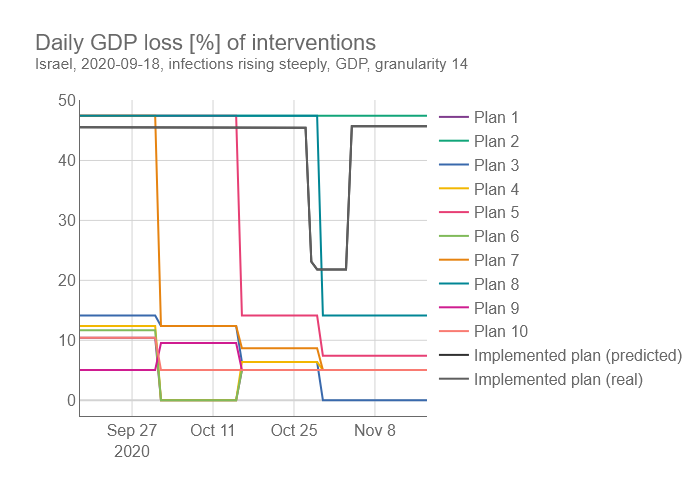 Daily GDP loss [%] of interventions
Israel, 2020-09-18, infections rising steeply, GDP, granularity 14
50
40
30
20
10
0
Sep 27
2020
Oct 11
Oct 25
Nov 8
Plan 1
Plan 2
Plan 3
Plan 4
Plan 5
Plan 6
Plan 7
Plan 8
Plan 9
Plan 10
Implemented plan (predicted)
Implemented plan (real)